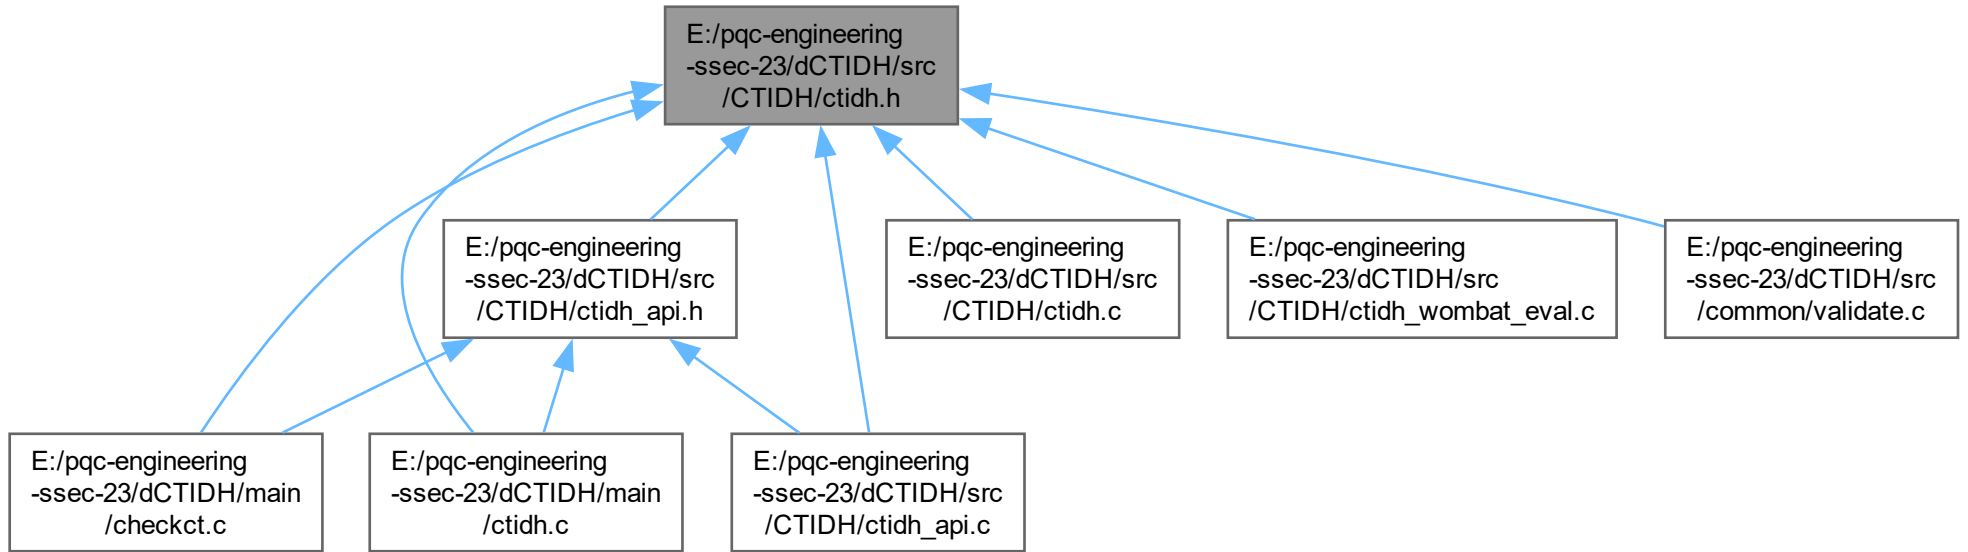 E:/pqc-engineering
-ssec-23/dCTIDH/src
/CTIDH/ctidh.h
E:/pqc-engineering
-ssec-23/dCTIDH/src
/CTIDH/ctidh_api.h
E:/pqc-engineering
-ssec-23/dCTIDH/src
/CTIDH/ctidh.c
E:/pqc-engineering
-ssec-23/dCTIDH/src
/CTIDH/ctidh_wombat_eval.c
E:/pqc-engineering
-ssec-23/dCTIDH/src
/common/validate.c
E:/pqc-engineering
-ssec-23/dCTIDH/main
/checkct.c
E:/pqc-engineering
-ssec-23/dCTIDH/main
/ctidh.c
E:/pqc-engineering
-ssec-23/dCTIDH/src
/CTIDH/ctidh_api.c